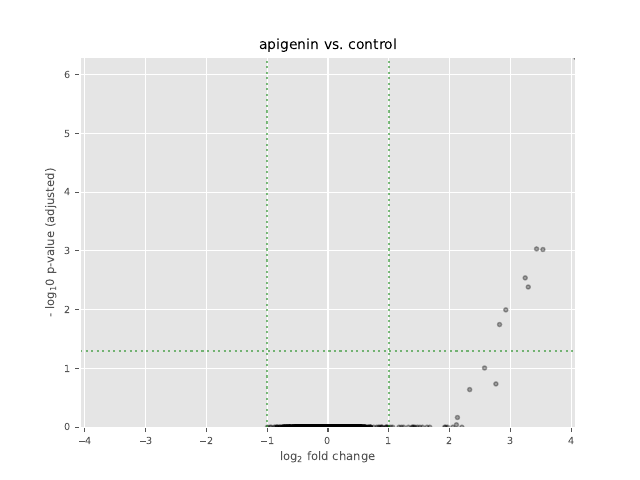 apigenin vs. control
6
5
4
3
2
1
0
- log₁0 p-value (adjusted)
−4 −3 −2 −1 0 1 2 3 4
log₂ fold change